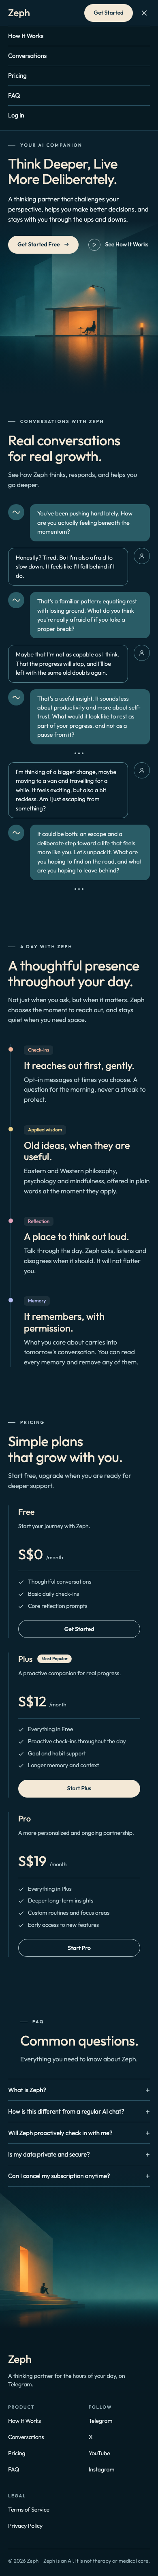 Zeph
Get Started
How It Works
Conversations
Pricing
FAQ
Log in
YOUR AI COMPANION
Think Deeper, Live
More Deliberately.
A thinking partner that challenges your
perspective, helps you make better decisions, and
stays with you through the ups and downs.
Get Started Free →
See How It Works
CONVERSATIONS WITH ZEPH
Real conversations
for real growth.
See how Zeph thinks, responds, and helps you
go deeper.
You've been pushing hard lately. How
are you actually feeling beneath the
momentum?
Honestly? Tired. But I'm also afraid to
slow down. It feels like I'll fall behind if I
do.
That's a familiar pattern: equating rest
with losing ground. What do you think
you're really afraid of if you take a
proper break?
Maybe that I'm not as capable as I think.
That the progress will stop, and I'll be
left with the same old doubts again.
That's a useful insight. It sounds less
about productivity and more about self-
trust. What would it look like to rest as
part of your progress, and not as a
pause from it?
I'm thinking of a bigger change, maybe
moving to a van and travelling for a
while. It feels exciting, but also a bit
reckless. Am I just escaping from
something?
It could be both: an escape and a
deliberate step toward a life that feels
more like you. Let's unpack it. What are
you hoping to find on the road, and what
are you hoping to leave behind?
A DAY WITH ZEPH
A thoughtful presence
throughout your day.
Not just when you ask, but when it matters. Zeph
chooses the moment to reach out, and stays
quiet when you need space.
Check-ins
It reaches out first, gently.
Opt-in messages at times you choose. A
question for the morning, never a streak to
protect.
Applied wisdom
Old ideas, when they are
useful.
Eastern and Western philosophy,
psychology and mindfulness, offered in plain
words at the moment they apply.
Reflection
A place to think out loud.
Talk through the day. Zeph asks, listens and
disagrees when it should. It will not flatter
you.
Memory
It remembers, with
permission.
What you care about carries into
tomorrow's conversation. You can read
every memory and remove any of them.
PRICING
Simple plans
that grow with you.
Start free, upgrade when you are ready for
deeper support.
Free
Start your journey with Zeph.
S$0 /month
Thoughtful conversations
Basic daily check-ins
Core reflection prompts
Get Started
Plus Most Popular
A proactive companion for real progress.
S$12 /month
Everything in Free
Proactive check-ins throughout the day
Goal and habit support
Longer memory and context
Start Plus
Pro
A more personalized and ongoing partnership.
S$19 /month
Everything in Plus
Deeper long-term insights
Custom routines and focus areas
Early access to new features
Start Pro
FAQ
Common questions.
Everything you need to know about Zeph.
What is Zeph? +
How is this different from a regular AI chat? +
Will Zeph proactively check in with me? +
Is my data private and secure? +
Can I cancel my subscription anytime? +
Zeph
A thinking partner for the hours of your day, on
Telegram.
PRODUCT
How It Works
Conversations
Pricing
FAQ
FOLLOW
Telegram
X
YouTube
Instagram
LEGAL
Terms of Service
Privacy Policy
© 2026 Zeph Zeph is an AI. It is not therapy or medical care.